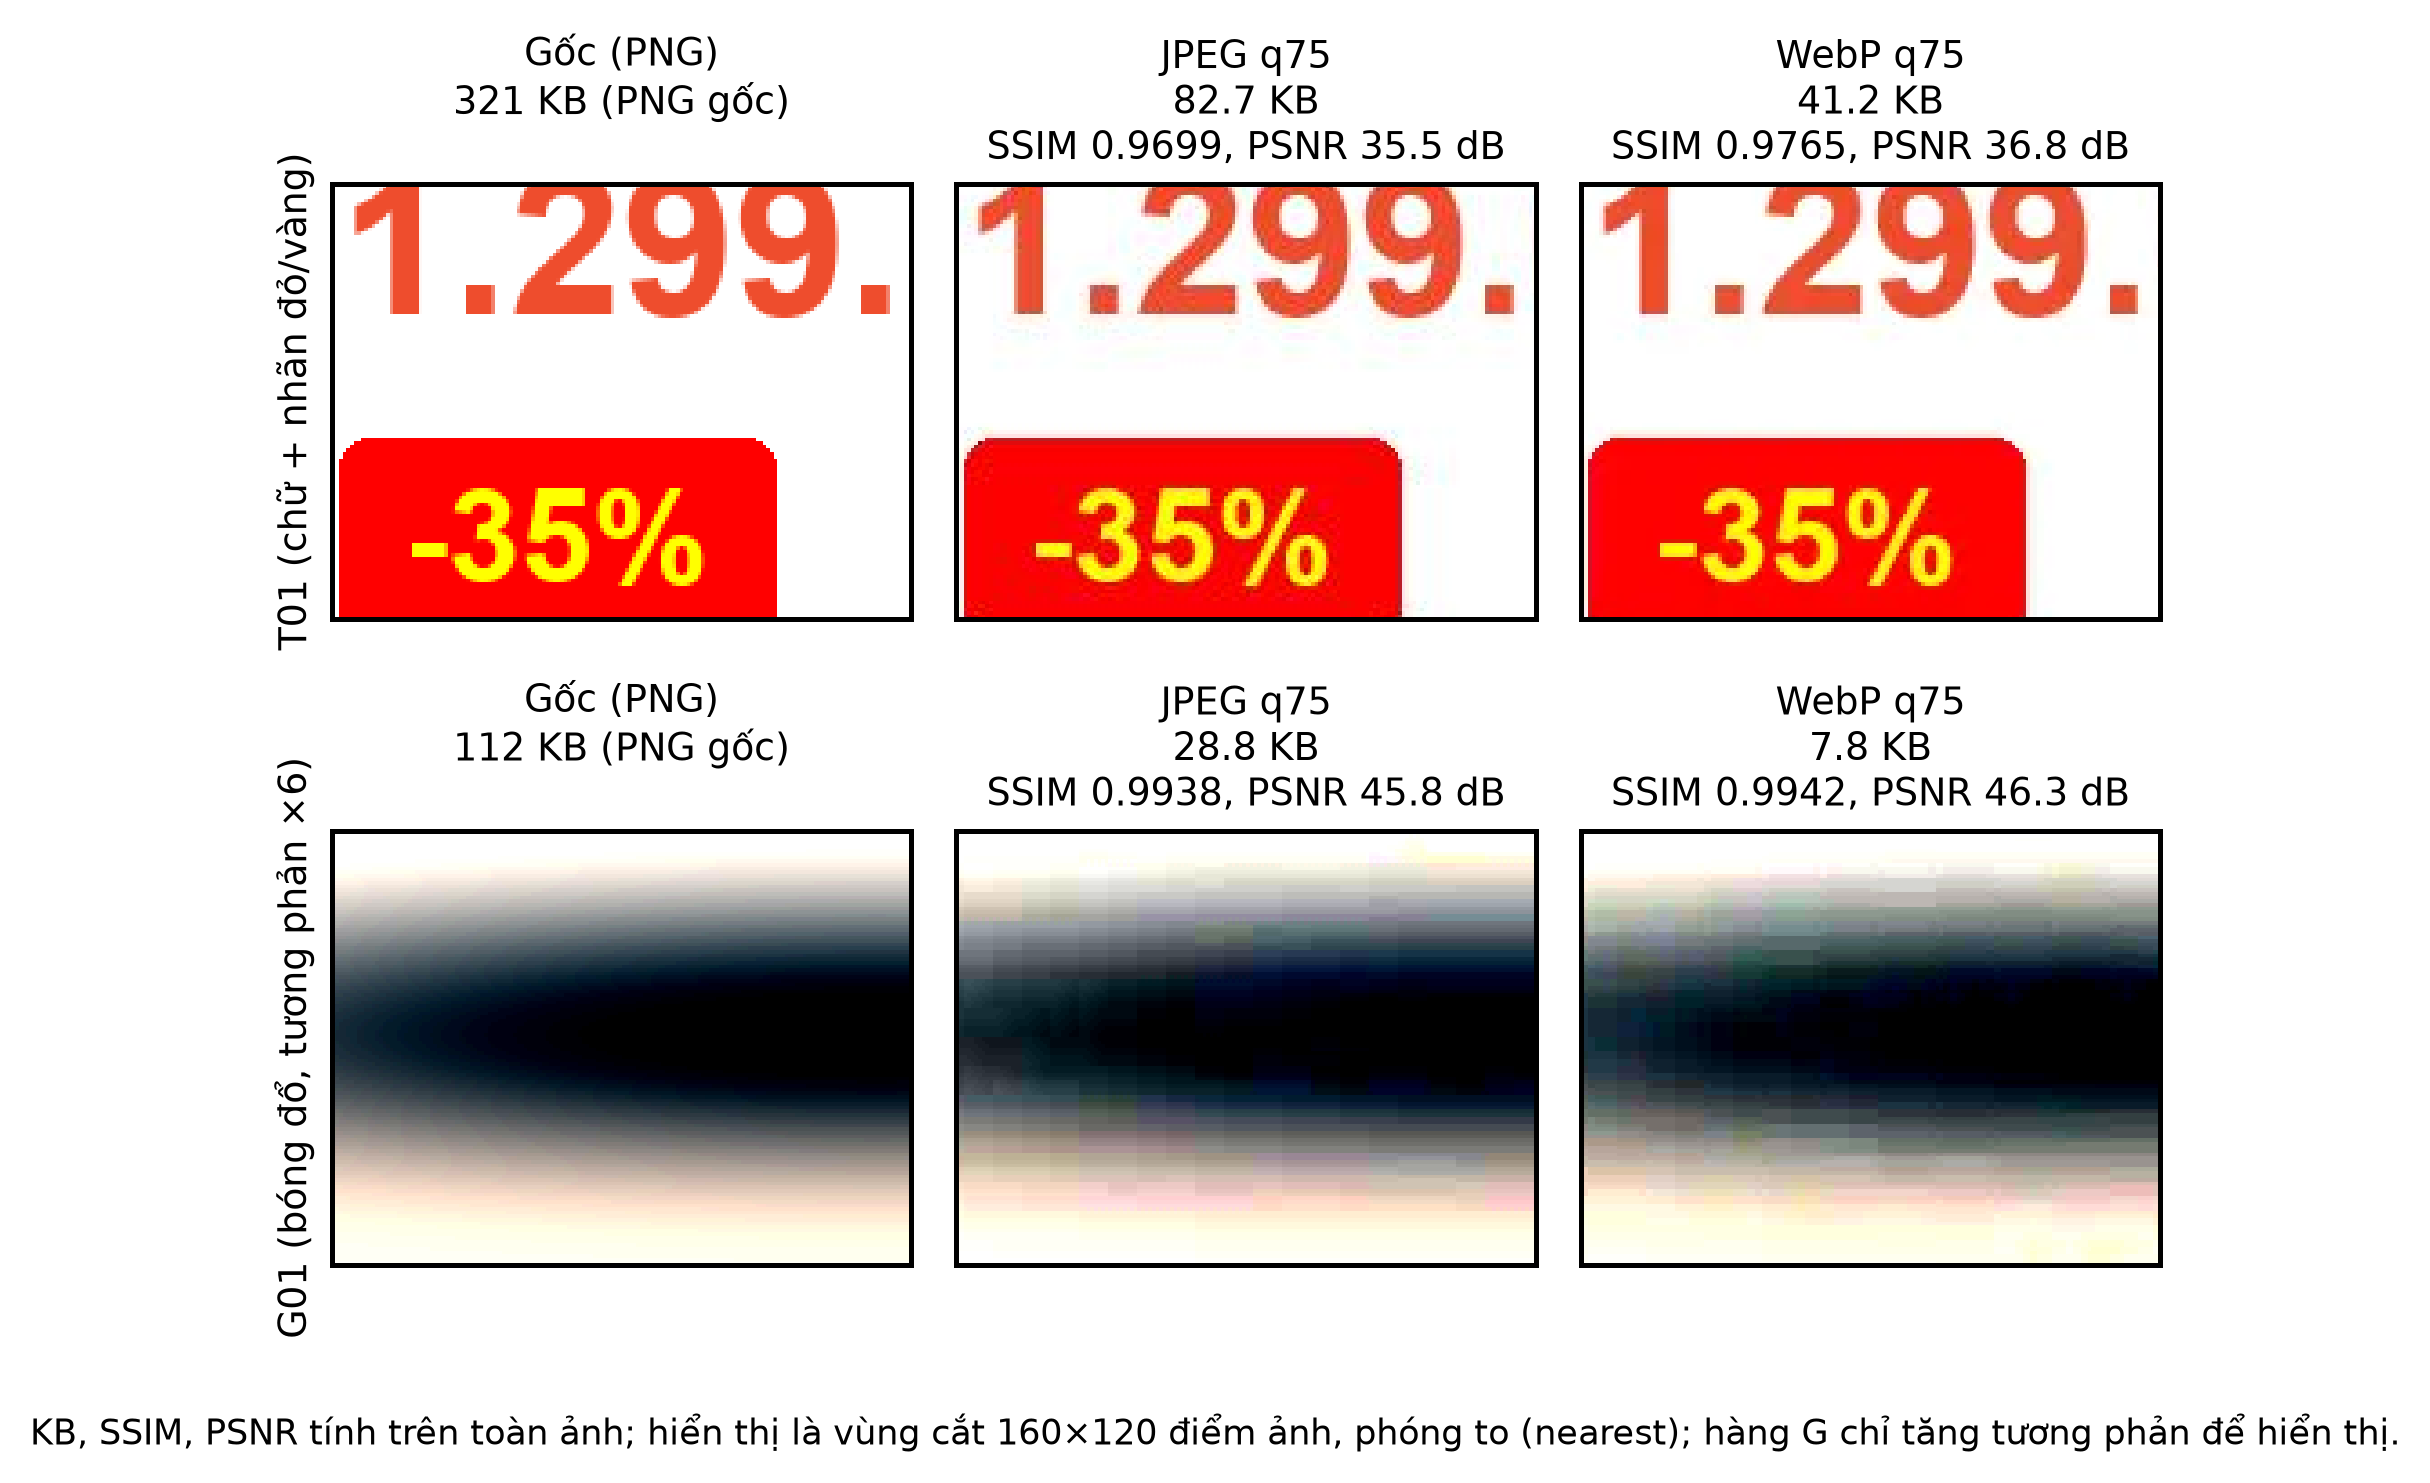 Gốc (PNG)
321 KB (PNG gốc)
JPEG q75
82.7 KB
SSIM 0.9699, PSNR 35.5 dB
WebP q75
41.2 KB
SSIM 0.9765, PSNR 36.8 dB
T01 (chữ + nhãn đỏ/vàng)
1.299.
-35%
1.299.
-35%
1.299.
-35%
Gốc (PNG)
112 KB (PNG gốc)
JPEG q75
28.8 KB
SSIM 0.9938, PSNR 45.8 dB
WebP q75
7.8 KB
SSIM 0.9942, PSNR 46.3 dB
G01 (bóng đổ, tương phản ×6)
KB, SSIM, PSNR tính trên toàn ảnh; hiển thị là vùng cắt 160×120 điểm ảnh, phóng to (nearest); hàng G chỉ tăng tương phản để hiển thị.